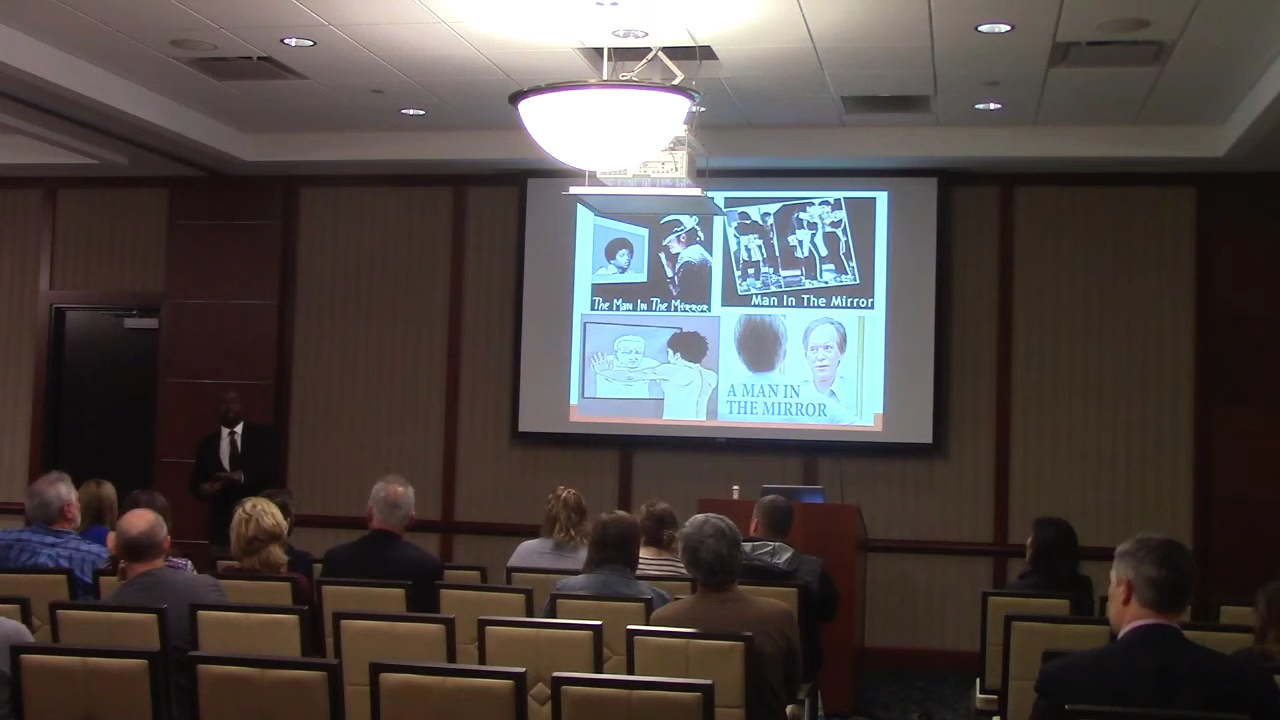 The Man In The Mirror
Man In The Mirror
A MAN IN
THE MIRROR